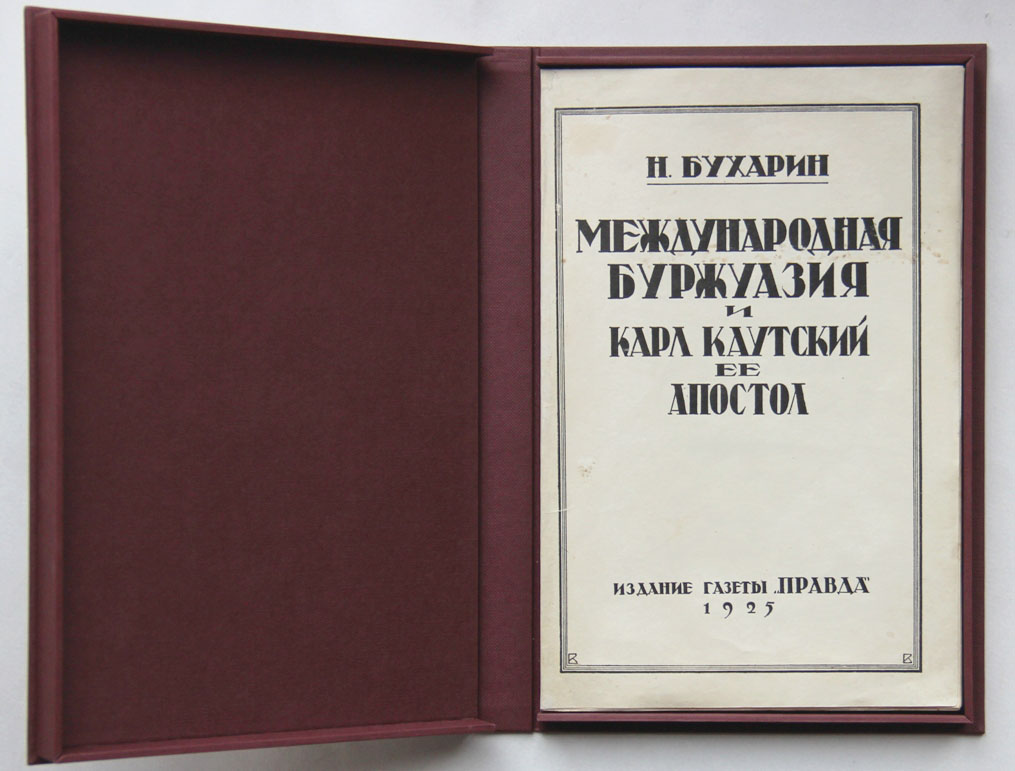 Н. БУХАРИН
МЕЖДУНАРОДНАЯ
БУРЖУАЗИЯ
И
КАРЛ КАУТСКИЙ
ЕЕ
АПОСТОЛ
ИЗДАНИЕ ГАЗЕТЫ „ПРАВДА“
1925